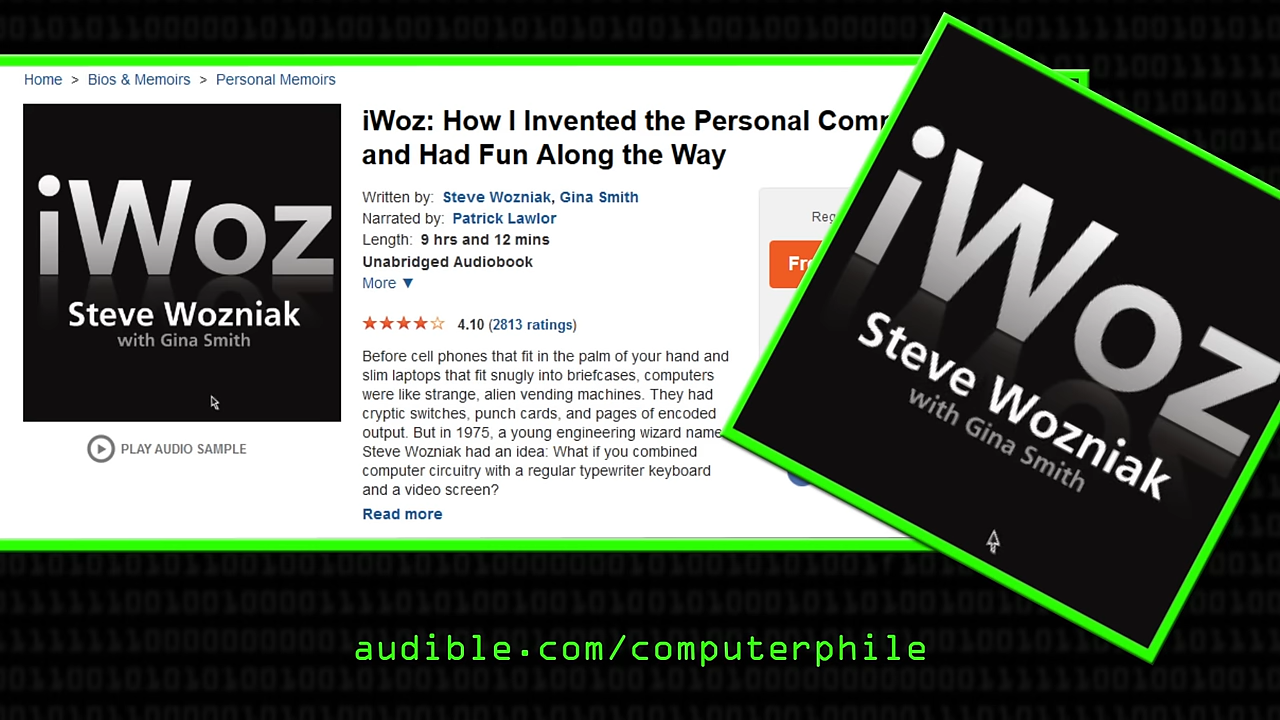 Home > Bios & Memoirs > Personal Memoirs
iWoz
Steve Wozniak
with Gina Smith
PLAY AUDIO SAMPLE
iWoz: How I Invented the Personal
and Had Fun Along the Way
Written by: Steve Wozniak, Gina Smith
Narrated by: Patrick Lawlor
Length: 9 hrs and 12 mins
Unabridged Audiobook
More ▼
4.10 (2813 ratings)
Before cell phones that fit in the palm of your hand and
slim laptops that fit snugly into briefcases, computers
were like strange, alien vending machines. They had
cryptic switches, punch cards, and pages of encoded
output. But in 1975, a young engineering wizard name
Steve Wozniak had an idea: What if you combined
computer circuitry with a regular typewriter keyboard
and a video screen?
Read more
iWoz
Steve Wozniak
with Gina Smith
audible.com/computerphile